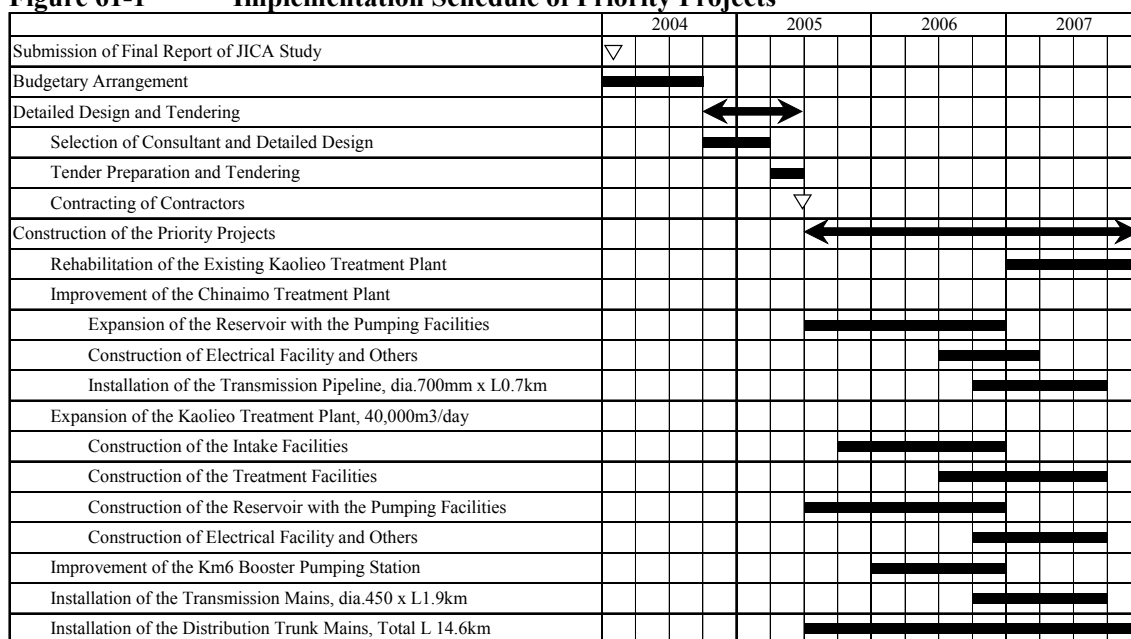 Figure 61-1 Implementation Schedule of Priority Projects
2004 2005 2006 2007
Submission of Final Report of JICA Study
Budgetary Arrangement
Detailed Design and Tendering
Selection of Consultant and Detailed Design
Tender Preparation and Tendering
Contracting of Contractors
Construction of the Priority Projects
Rehabilitation of the Existing Kaolieo Treatment Plant
Improvement of the Chinaimo Treatment Plant
Expansion of the Reservoir with the Pumping Facilities
Construction of Electrical Facility and Others
Installation of the Transmission Pipeline, dia.700mm x L0.7km
Expansion of the Kaolieo Treatment Plant, 40,000m3/day
Construction of the Intake Facilities
Construction of the Treatment Facilities
Construction of the Reservoir with the Pumping Facilities
Construction of Electrical Facility and Others
Improvement of the Km6 Booster Pumping Station
Installation of the Transmission Mains, dia.450 x L1.9km
Installation of the Distribution Trunk Mains, Total L 14.6km